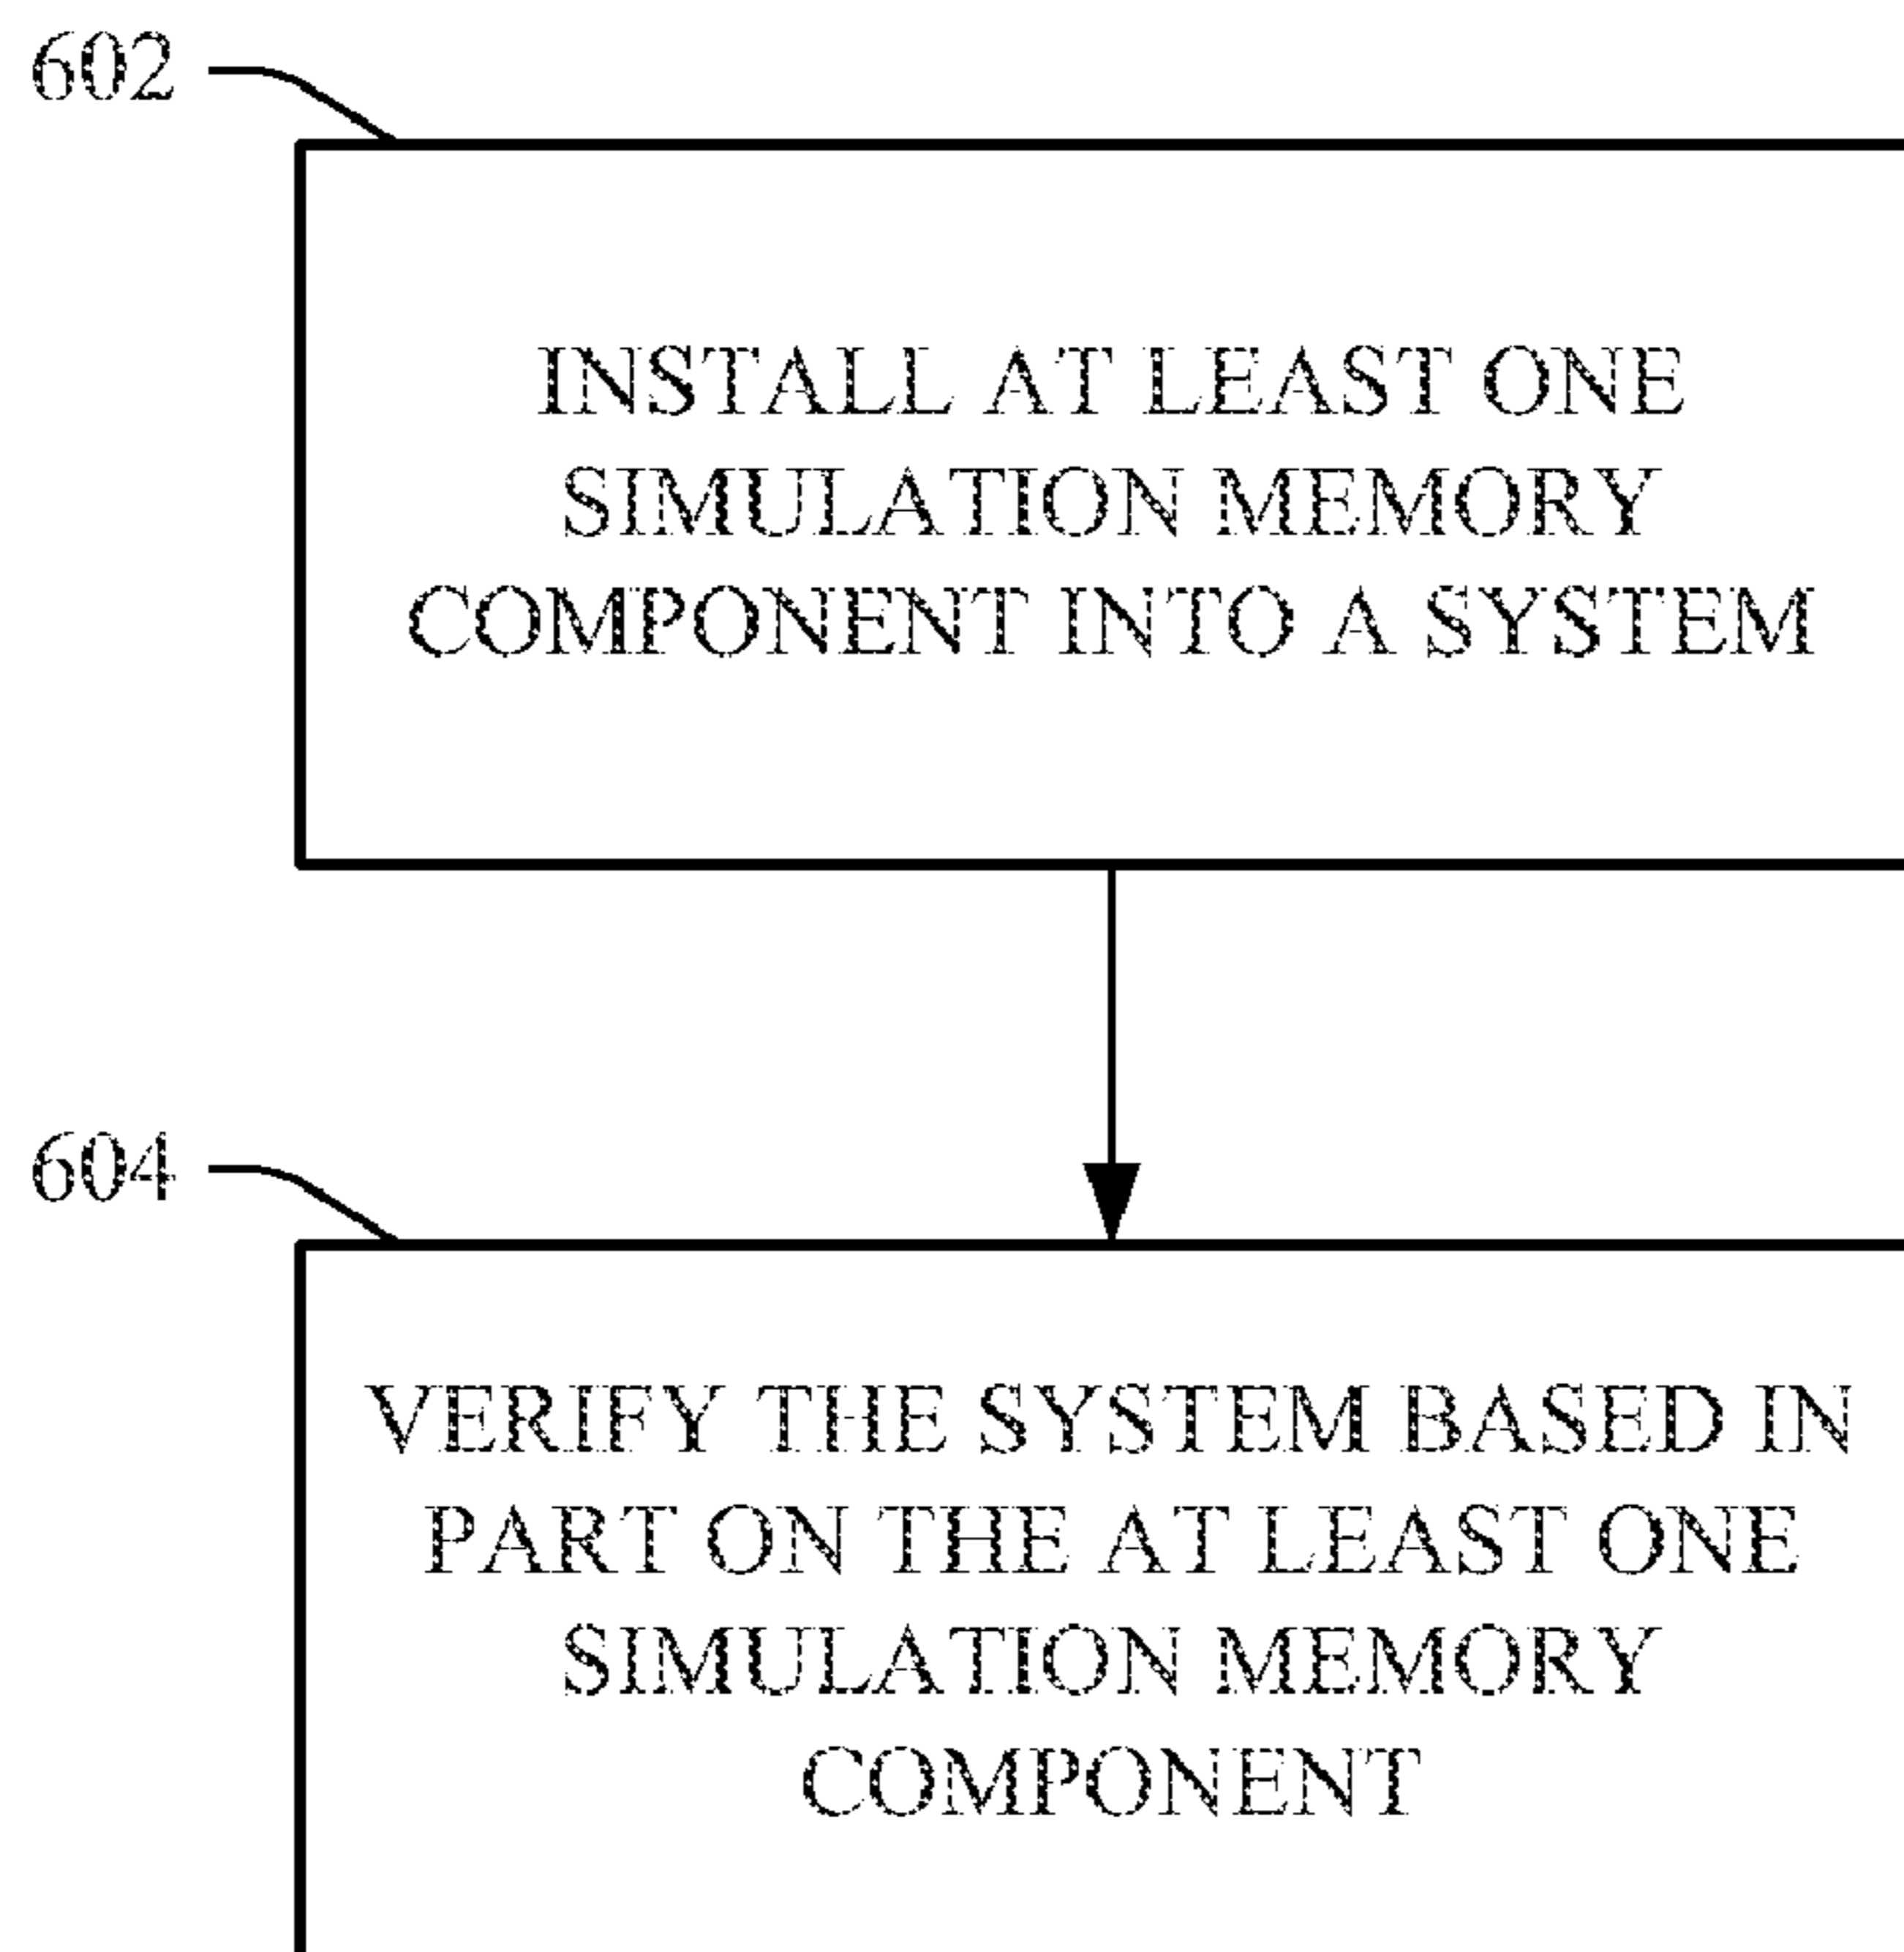 602
INSTALL AT LEAST ONE
SIMULATION MEMORY
COMPONENT INTO A SYSTEM
604
VERIFY THE SYSTEM BASED IN
PART ON THE AT LEAST ONE
SIMULATION MEMORY
COMPONENT